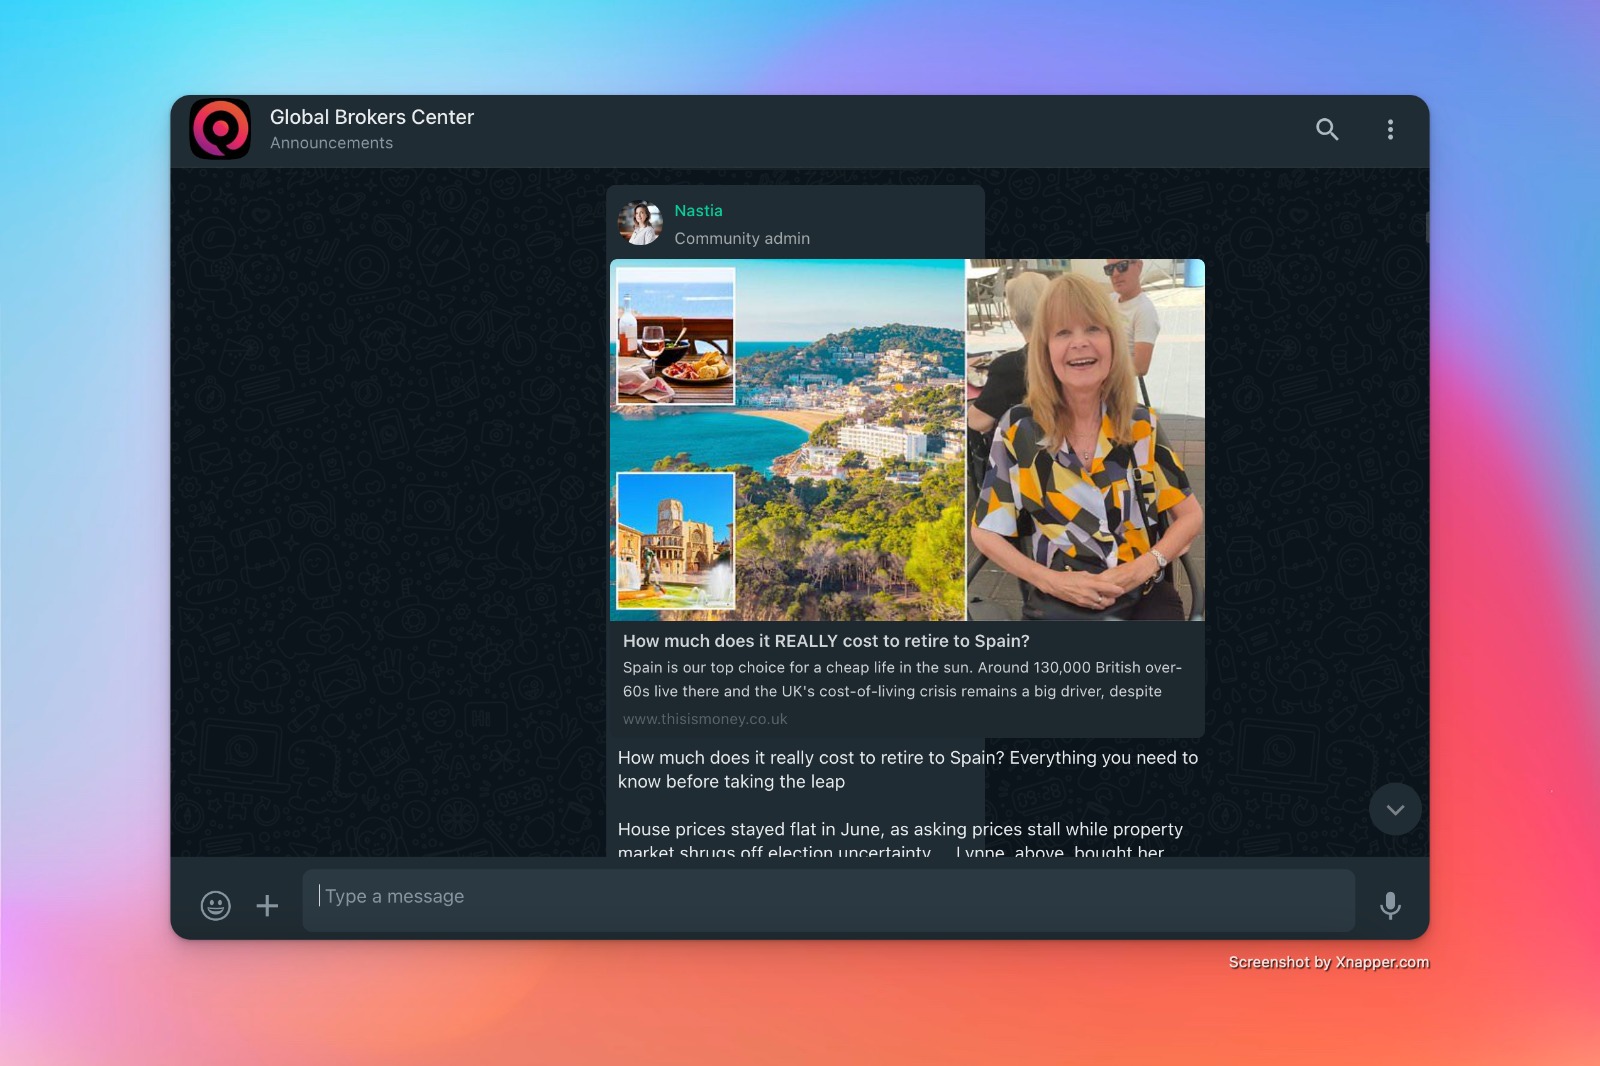 Global Brokers Center
Announcements
Nastia
Community admin
How much does it REALLY cost to retire to Spain?
Spain is our top choice for a cheap life in the sun. Around 130,000 British over-
60s live there and the UK's cost-of-living crisis remains a big driver, despite
www.thisismoney.co.uk
How much does it really cost to retire to Spain? Everything you need to
know before taking the leap
House prices stayed flat in June, as asking prices stall while property
market shrugs off election uncertainty ... Lynne, above, bought her
Type a message
Screenshot by Xnapper.com